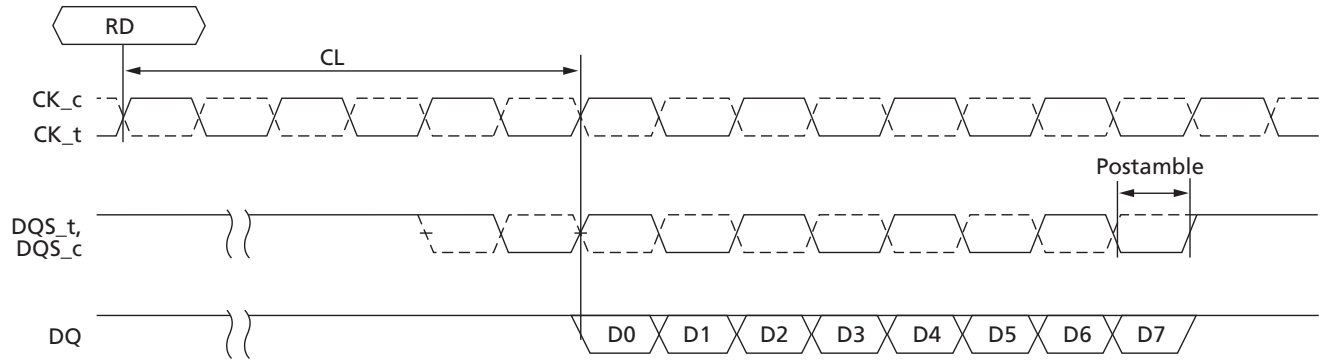 RD
CL
CK_c
CK_t
Postamble
DQS_t,
DQS_c
DQ
D0 D1 D2 D3 D4 D5 D6 D7